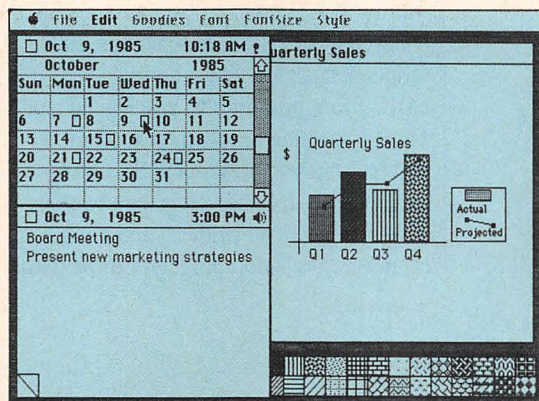 File Edit Goodies Font FontSize Style
Oct 9, 1985 10:18 AM
October 1985
Sun Mon Tue Wed Thu Fri Sat
1 2 3 4 5
6 7 8 9 10 11 12
13 14 15 16 17 18 19
20 21 22 23 24 25 26
27 28 29 30 31
Oct 9, 1985 3:00 PM
Board Meeting
Present new marketing strategies
uarterly Sales
Quarterly Sales
$
Actual
Projected
Q1 Q2 Q3 Q4